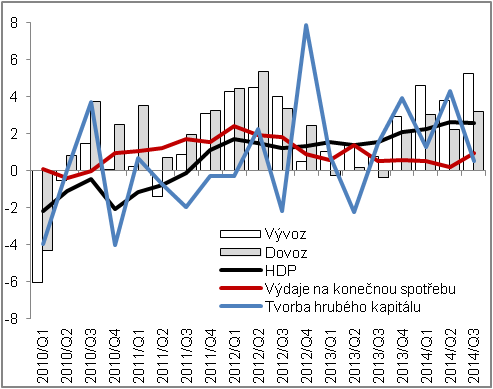 8
6
4
2
0
-2
-4
-6
-8
Vývoz
Dovoz
HDP
Výdaje na konečnou spotřebu
Tvorba hrubého kapitálu
2010/Q1
2010/Q2
2010/Q3
2010/Q4
2011/Q1
2011/Q2
2011/Q3
2011/Q4
2012/Q1
2012/Q2
2012/Q3
2012/Q4
2013/Q1
2013/Q2
2013/Q3
2013/Q4
2014/Q1
2014/Q2
2014/Q3